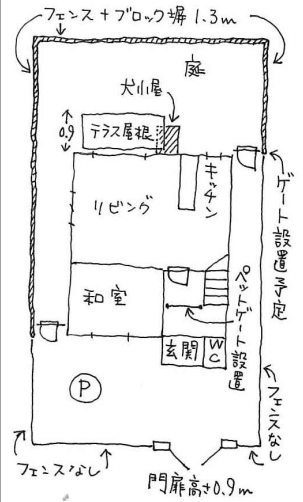 フェンス+ブロック塀1.3m
庭
犬小屋
0.9
テラス屋根
キッチン
リビング
ゲート設置予定
和室
ペットゲート設置
玄関
WC
P
フェンスなし
フェンスなし
門扉高さ0.9m